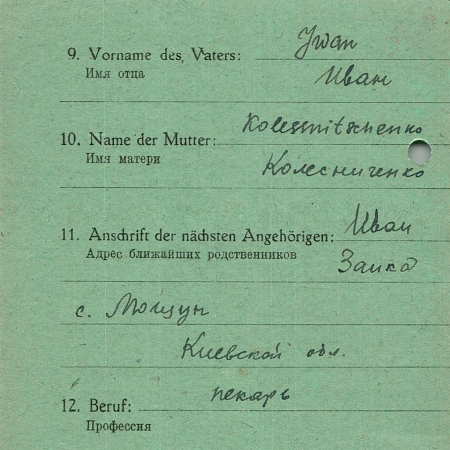 Jwan
9. Vorname des Vaters:
Имя отца
Иван
Kolessnitschenko
10. Name der Mutter:
Имя матери
Колесниченко
Иван
11. Anschrift der nächsten Angehörigen:
Адрес ближайших родственников
Заика
с. Мощун
Киевской обл.
пекарь
12. Beruf:
Профессия